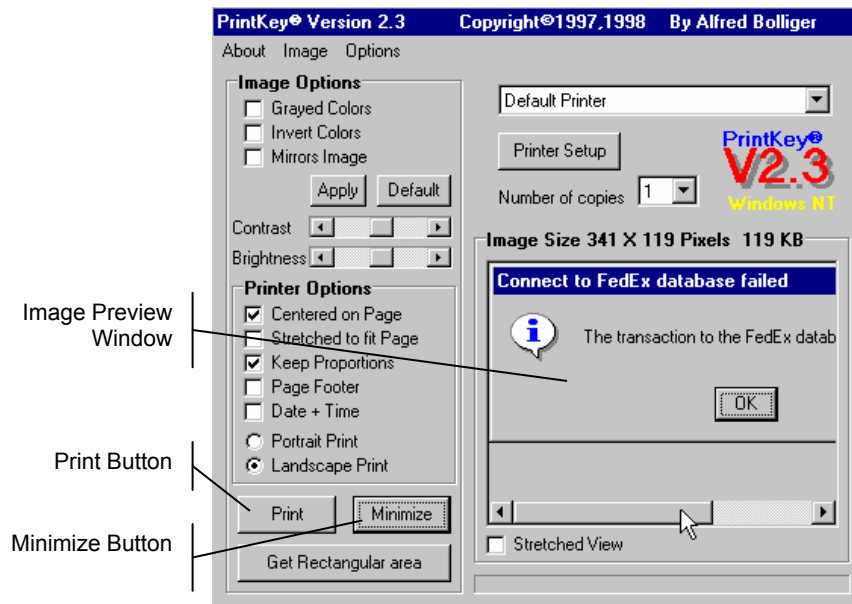 PrintKey® Version 2.3 Copyright©1997,1998 By Alfred Bolliger
About Image Options
Image Options
Grayed Colors
Invert Colors
Mirrors Image
Apply Default
Contrast
Brightness
Printer Options
Centered on Page
Stretched to fit Page
Keep Proportions
Page Footer
Date + Time
Portrait Print
Landscape Print
Print Minimize
Get Rectangular area
Default Printer
Printer Setup
Number of copies 1
PrintKey®
V2.3
Windows NT
Image Size 341 X 119 Pixels 119 KB
Connect to FedEx database failed
i
The transaction to the FedEx datab
OK
Stretched View
Image Preview
Window
Print Button
Minimize Button